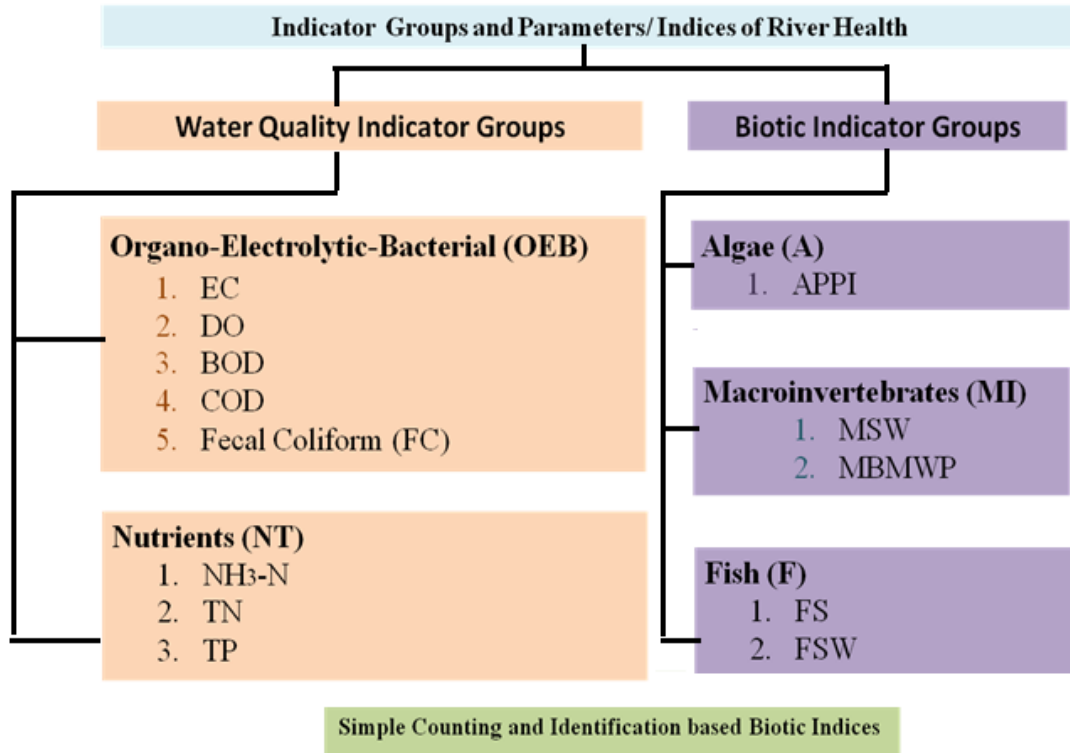 Indicator Groups and Parameters/ Indices of River Health
Water Quality Indicator Groups
Organo-Electrolytic-Bacterial (OEB)
1. EC
2. DO
3. BOD
4. COD
5. Fecal Coliform (FC)
Nutrients (NT)
1. NH3-N
2. TN
3. TP
Biotic Indicator Groups
Algae (A)
1. APPI
Macroinvertebrates (MI)
1. MSW
2. MBMWP
Fish (F)
1. FS
2. FSW
Simple Counting and Identification based Biotic Indices